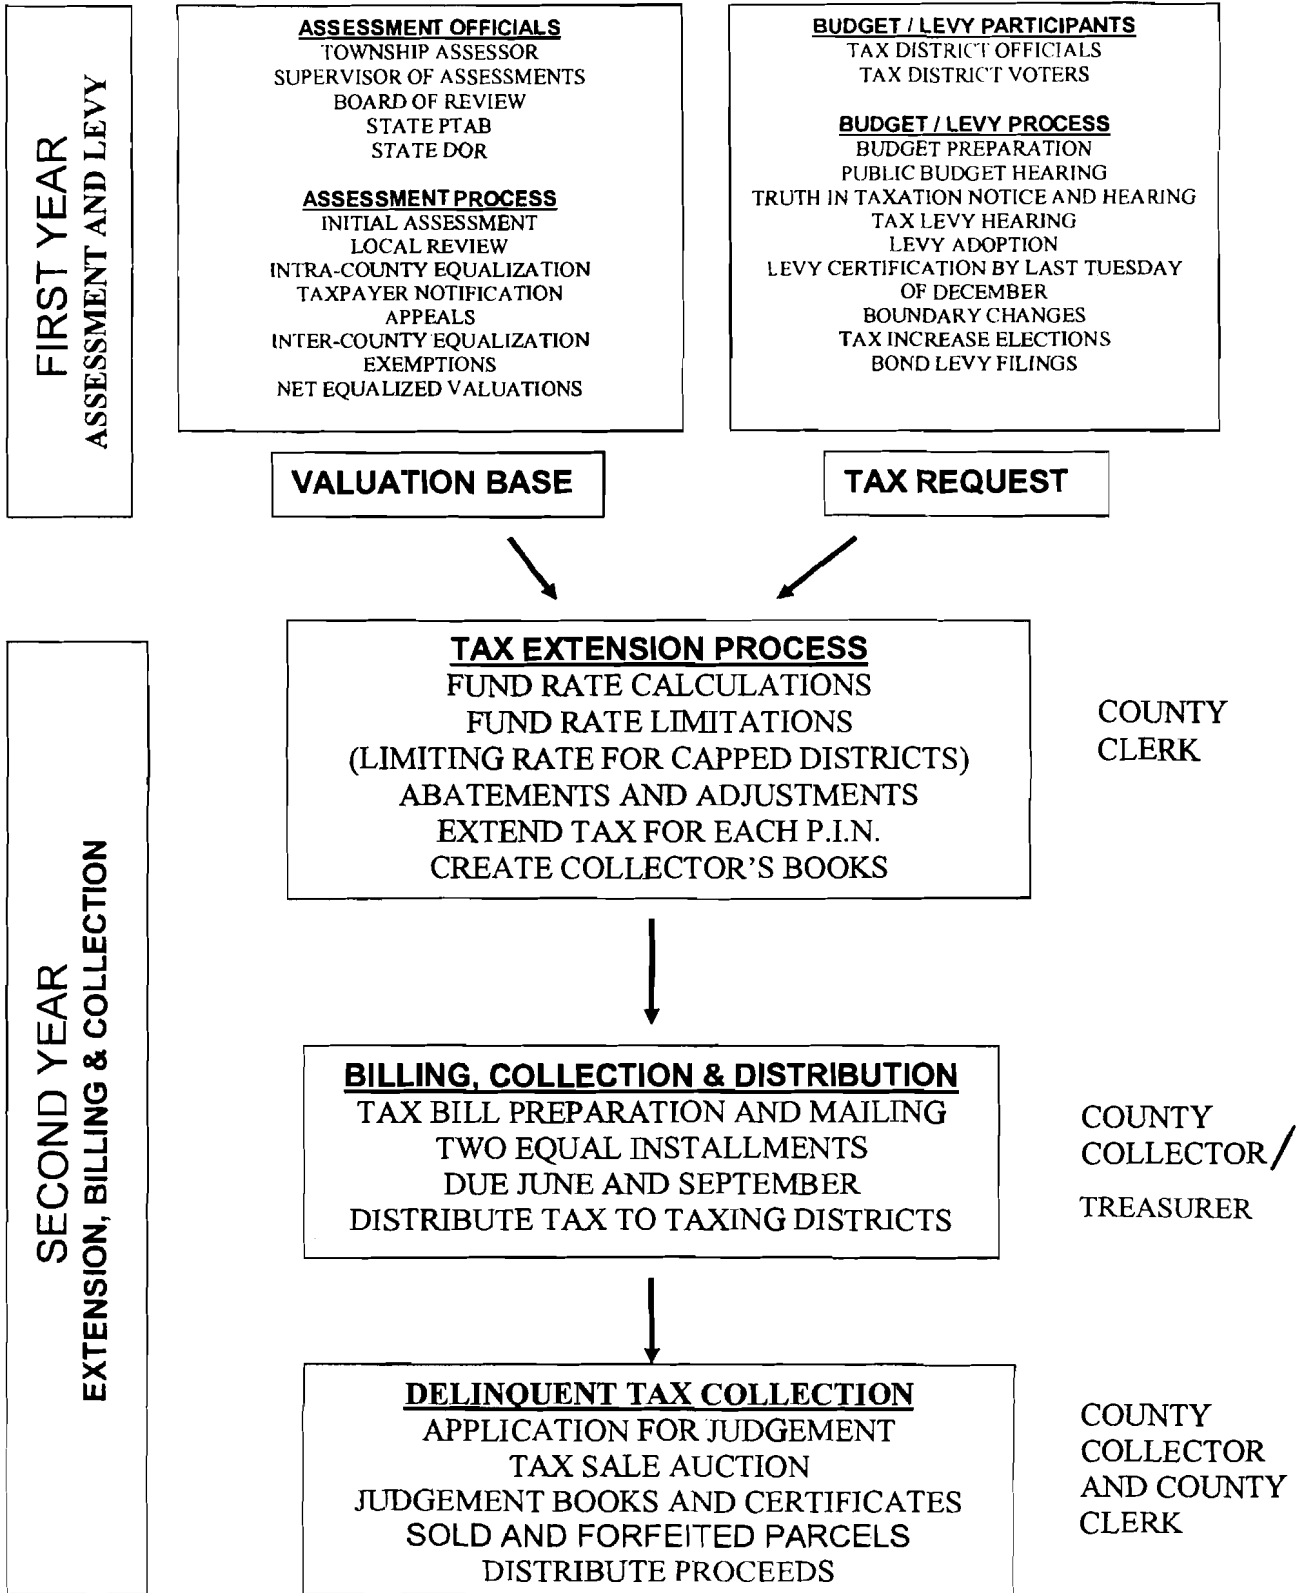 FIRST YEAR
ASSESSMENT AND LEVY
ASSESSMENT OFFICIALS
TOWNSHIP ASSESSOR
SUPERVISOR OF ASSESSMENTS
BOARD OF REVIEW
STATE PTAB
STATE DOR
ASSESSMENT PROCESS
INITIAL ASSESSMENT
LOCAL REVIEW
INTRA-COUNTY EQUALIZATION
TAXPAYER NOTIFICATION
APPEALS
INTER-COUNTY EQUALIZATION
EXEMPTIONS
NET EQUALIZED VALUATIONS
BUDGET / LEVY PARTICIPANTS
TAX DISTRICT OFFICIALS
TAX DISTRICT VOTERS
BUDGET / LEVY PROCESS
BUDGET PREPARATION
PUBLIC BUDGET HEARING
TRUTH IN TAXATION NOTICE AND HEARING
TAX LEVY HEARING
LEVY ADOPTION
LEVY CERTIFICATION BY LAST TUESDAY
OF DECEMBER
BOUNDARY CHANGES
TAX INCREASE ELECTIONS
BOND LEVY FILINGS
VALUATION BASE
TAX REQUEST
SECOND YEAR
EXTENSION, BILLING & COLLECTION
TAX EXTENSION PROCESS
FUND RATE CALCULATIONS
FUND RATE LIMITATIONS
(LIMITING RATE FOR CAPPED DISTRICTS)
ABATEMENTS AND ADJUSTMENTS
EXTEND TAX FOR EACH P.I.N.
CREATE COLLECTOR'S BOOKS
COUNTY
CLERK
BILLING, COLLECTION & DISTRIBUTION
TAX BILL PREPARATION AND MAILING
TWO EQUAL INSTALLMENTS
DUE JUNE AND SEPTEMBER
DISTRIBUTE TAX TO TAXING DISTRICTS
COUNTY
COLLECTOR/
TREASURER
DELINQUENT TAX COLLECTION
APPLICATION FOR JUDGEMENT
TAX SALE AUCTION
JUDGEMENT BOOKS AND CERTIFICATES
SOLD AND FORFEITED PARCELS
DISTRIBUTE PROCEEDS
COUNTY
COLLECTOR
AND COUNTY
CLERK